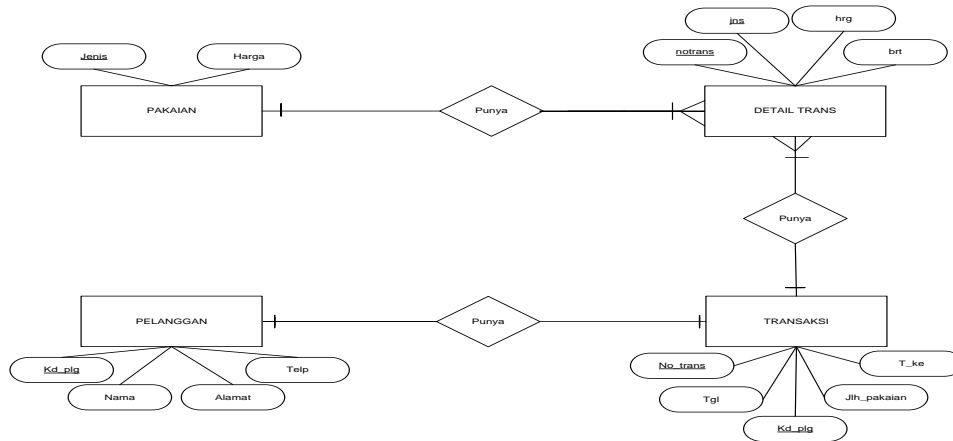 jns
hrg
Jenis
Harga
notrans
brt
PAKAIAN
Punya
DETAIL TRANS
Punya
PELANGGAN
Punya
TRANSAKSI
Kd_plg
Telp
No_trans
T_ke
Nama
Alamat
Tgl
Jlh_pakaian
Kd_plg